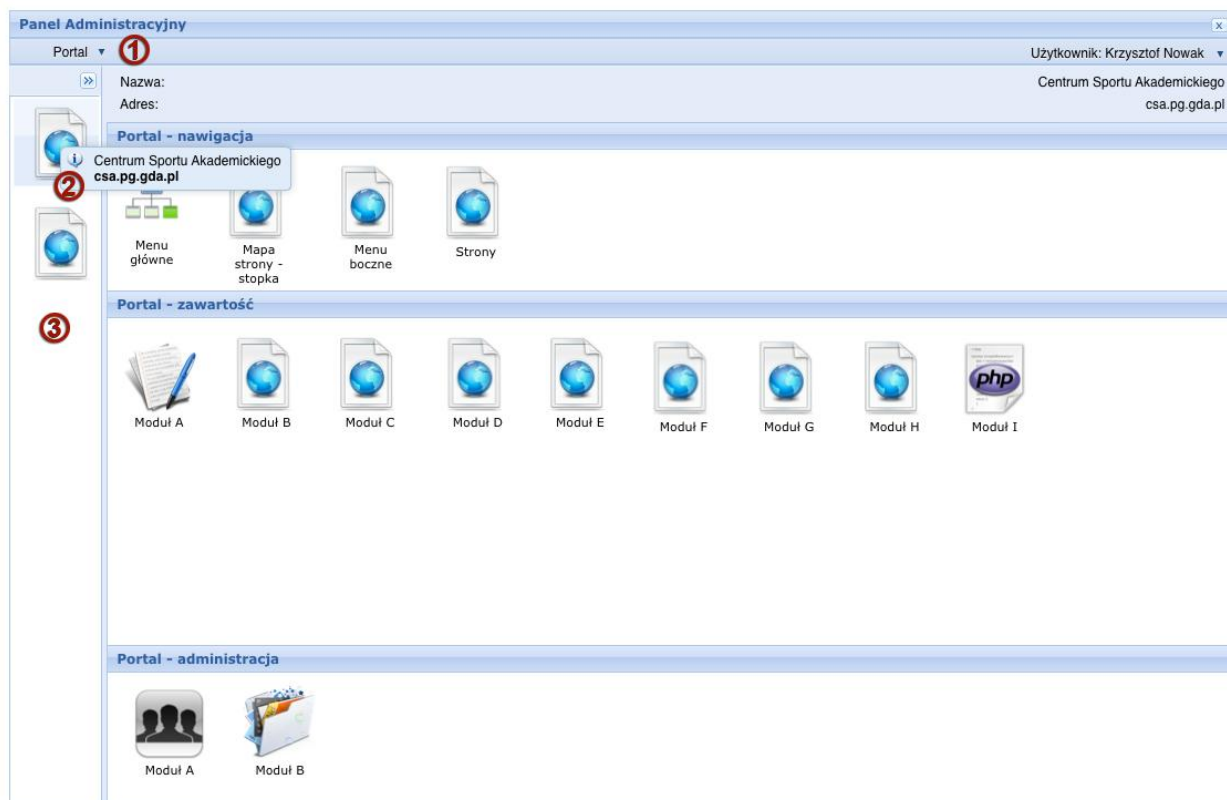 Panel Administracyjny
x
Portal ▾ ①
Użytkownik: Krzysztof Nowak ▾
»
Nazwa:
Centrum Sportu Akademickiego
Adres:
csa.pg.gda.pl
Portal - nawigacja
i Centrum Sportu Akademickiego
csa.pg.gda.pl
②
Menu
główne
Mapa
strony -
stopka
Menu
boczne
Strony
Portal - zawartość
③
php
Moduł A
Moduł B
Moduł C
Moduł D
Moduł E
Moduł F
Moduł G
Moduł H
Moduł I
Portal - administracja
Moduł A
Moduł B